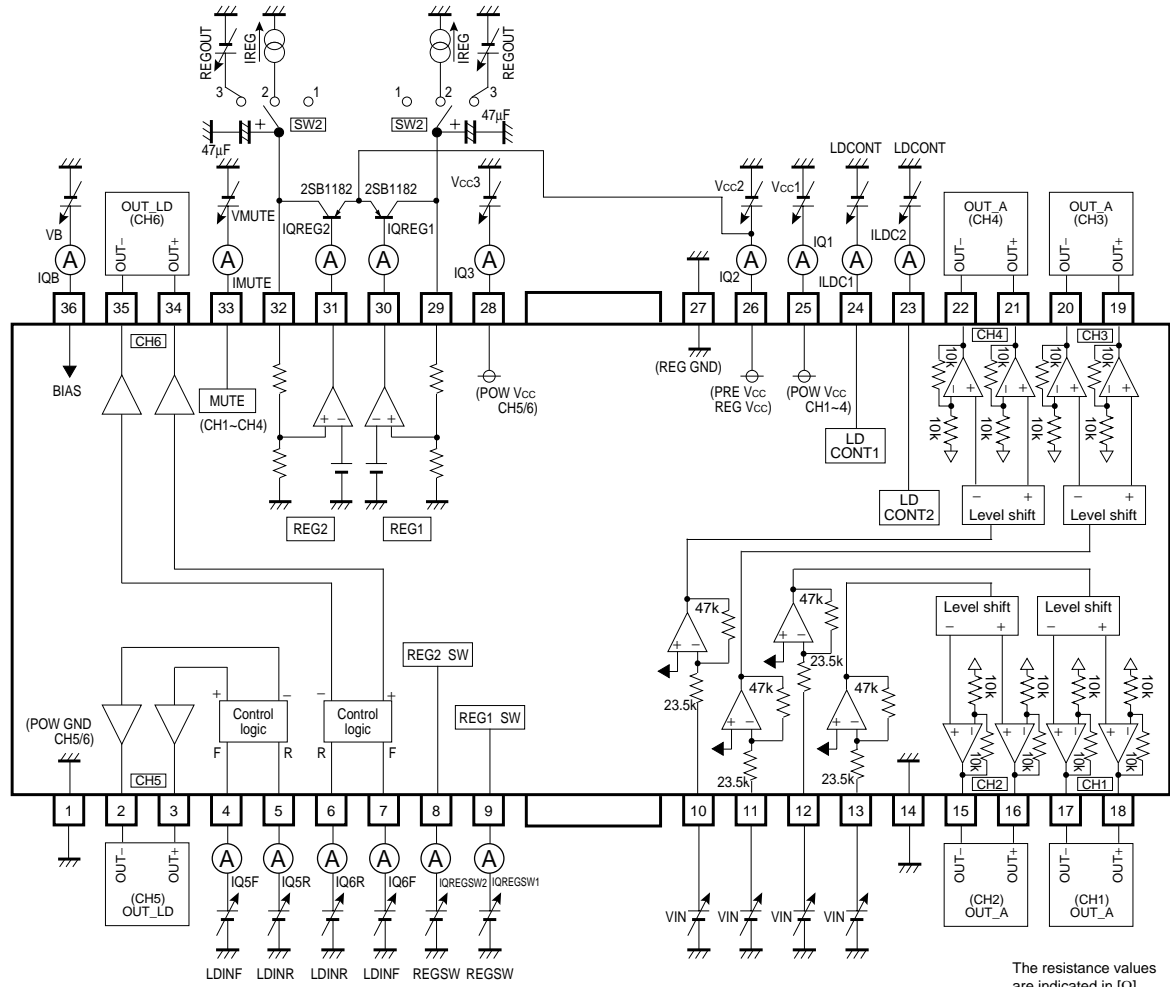 REGOUT
IREG
IREG
REGOUT
3
2
1
1
2
3
SW2
SW2
47µF
+
+
47µF
VB
IQB
A
OUT_LD
(CH6)
OUT−
OUT+
VMUTE
A
IMUTE
2SB1182
2SB1182
IQREG2
IQREG1
A
A
Vcc3
A
IQ3
Vcc2
A
IQ2
Vcc1
IQ1
A
LDCONT
A
ILDC1
LDCONT
ILDC2
A
OUT_A
(CH4)
OUT−
OUT+
OUT_A
(CH3)
OUT−
OUT+
36
35
34
33
32
31
30
29
28
27
26
25
24
23
22
21
20
19
BIAS
CH6
MUTE
(CH1~CH4)
+
−
−
+
REG2
REG1
(POW Vcc
CH5/6)
(REG GND)
(PRE Vcc
REG Vcc)
(POW Vcc
CH1~4)
LD
CONT1
LD
CONT2
CH4
CH3
10k
10k
10k
10k
−
+
−
+
−
+
−
+
10k
10k
10k
10k
−
+
Level shift
−
+
Level shift
47k
+
−
23.5k
47k
+
−
23.5k
47k
+
−
23.5k
47k
+
−
23.5k
Level shift
−
+
Level shift
−
+
10k
10k
10k
10k
+
−
+
−
+
−
+
−
10k
10k
10k
10k
CH2
CH1
REG2 SW
REG1 SW
(POW GND
CH5/6)
CH5
+
−
Control
logic
F
R
−
+
Control
logic
R
F
1
2
3
4
5
6
7
8
9
10
11
12
13
14
15
16
17
18
OUT−
OUT+
(CH5)
OUT_LD
A
IQ5F
A
IQ5R
A
IQ6R
A
IQ6F
A
IQREGSW2
A
IQREGSW1
LDINF
LDINR
LDINR
LDINF
REGSW
REGSW
VIN
VIN
VIN
VIN
OUT−
OUT+
(CH2)
OUT_A
OUT−
OUT+
(CH1)
OUT_A
The resistance values
are indicated in [Ω]